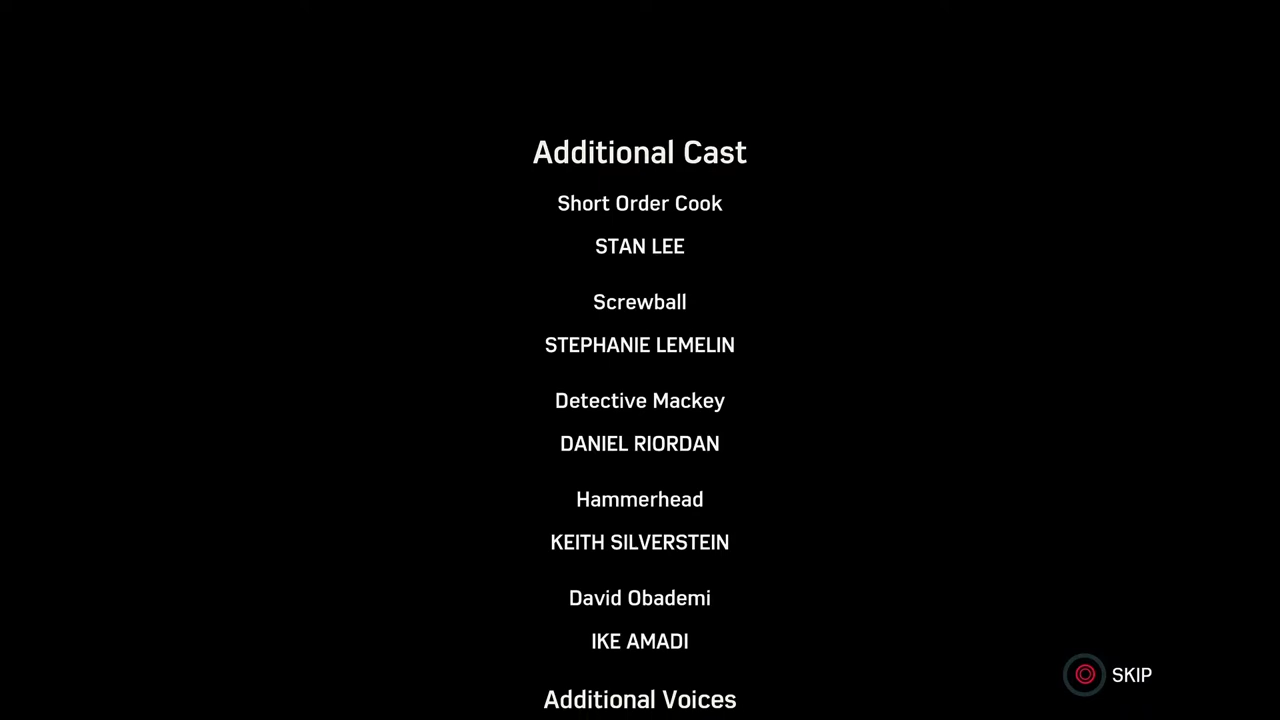 Additional Cast
Short Order Cook
STAN LEE
Screwball
STEPHANIE LEMELIN
Detective Mackey
DANIEL RIORDAN
Hammerhead
KEITH SILVERSTEIN
David Obademi
IKE AMADI
SKIP
Additional Voices